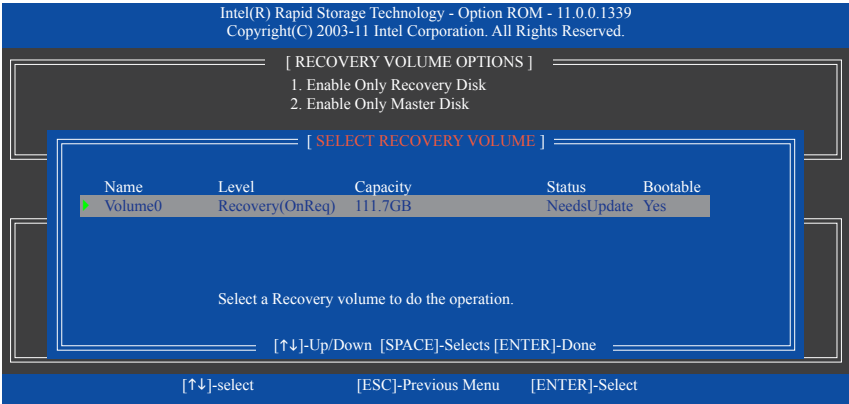 Intel(R) Rapid Storage Technology - Option ROM - 11.0.0.1339
Copyright(C) 2003-11 Intel Corporation. All Rights Reserved.
[ RECOVERY VOLUME OPTIONS ]
1. Enable Only Recovery Disk
2. Enable Only Master Disk
[ SELECT RECOVERY VOLUME ]
Name Level Capacity Status Bootable
Volume0 Recovery(OnReq) 111.7GB NeedsUpdate Yes
Select a Recovery volume to do the operation.
[↑↓]-Up/Down [SPACE]-Selects [ENTER]-Done
[↑↓]-select [ESC]-Previous Menu [ENTER]-Select